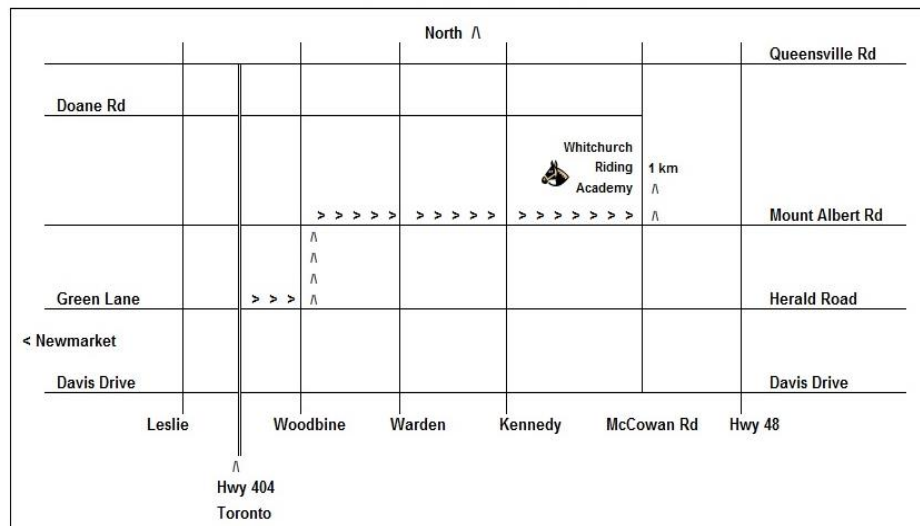 North /\
Queensville Rd
Doane Rd
Whitchurch
Riding 1 km
Academy /\
> > > > > > > > > > > > > > > > > /\ Mount Albert Rd
/\
/\
/\
Green Lane > > > /\ Herald Road
< Newmarket
Davis Drive Davis Drive
Leslie Woodbine Warden Kennedy McCowan Rd Hwy 48
/\
Hwy 404
Toronto